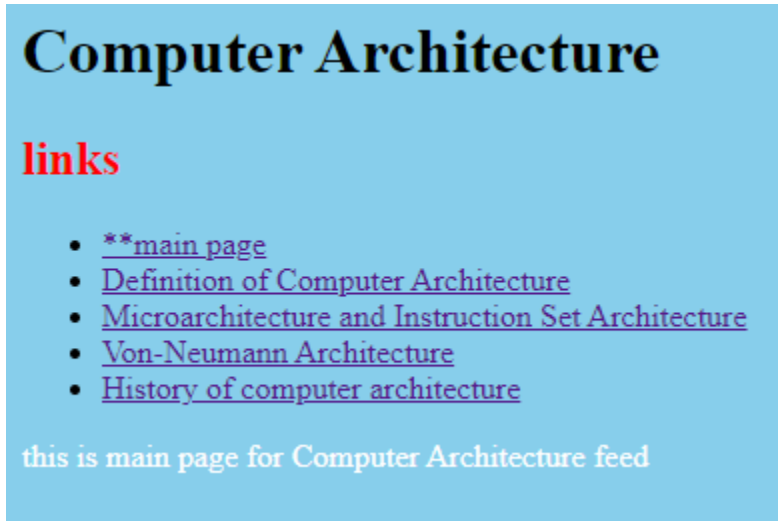 Computer Architecture
links
**main page
Definition of Computer Architecture
Microarchitecture and Instruction Set Architecture
Von-Neumann Architecture
History of computer architecture
this is main page for Computer Architecture feed